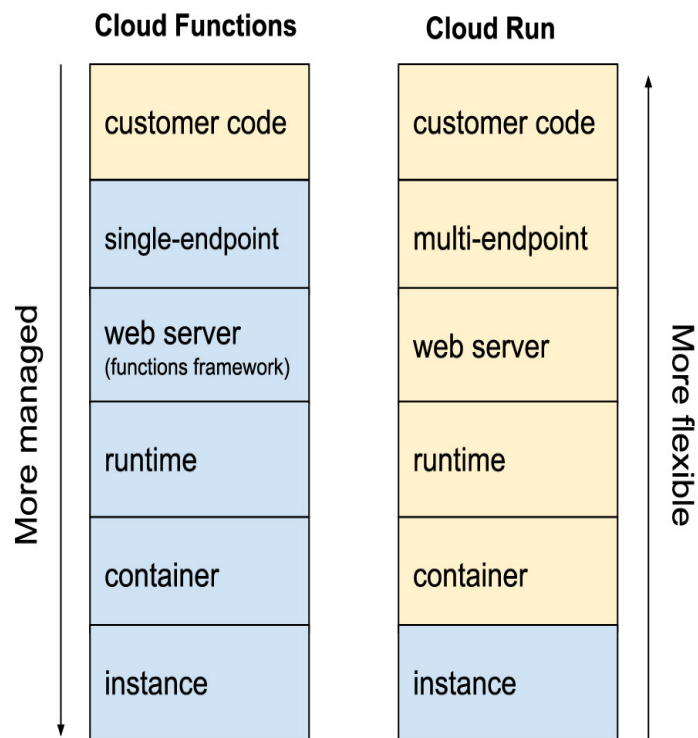 Cloud Functions
customer code
single-endpoint
web server
(functions framework)
runtime
container
instance
More managed
Cloud Run
customer code
multi-endpoint
web server
runtime
container
instance
More flexible